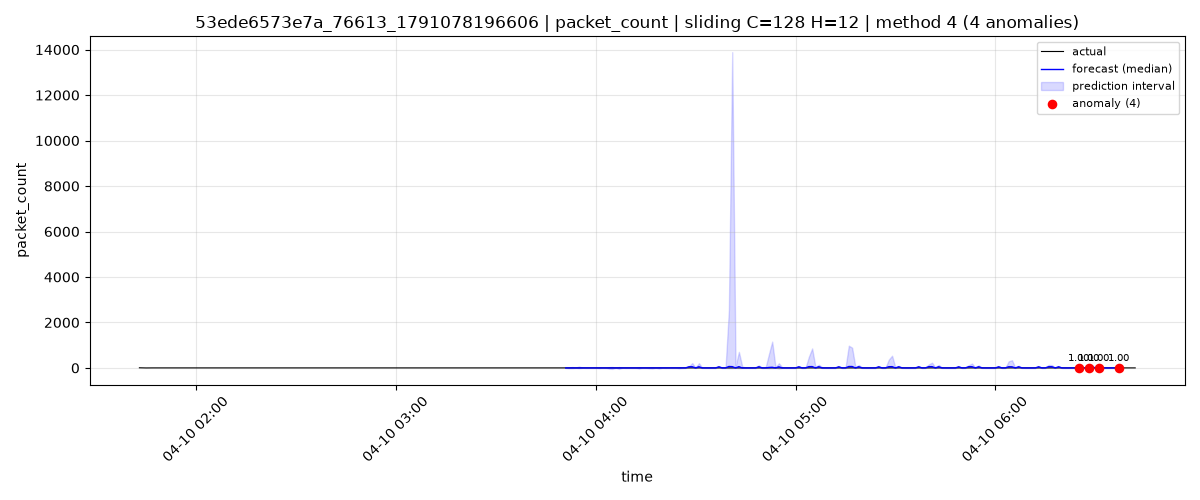 53ede6573e7a_76613_1791078196606 | packet_count | sliding C=128 H=12 | method 4 (4 anomalies)
packet_count
14000
12000
10000
8000
6000
4000
2000
0
actual
forecast (median)
prediction interval
anomaly (4)
1.00
04-10 02:00
04-10 03:00
04-10 04:00
04-10 05:00
04-10 06:00
time